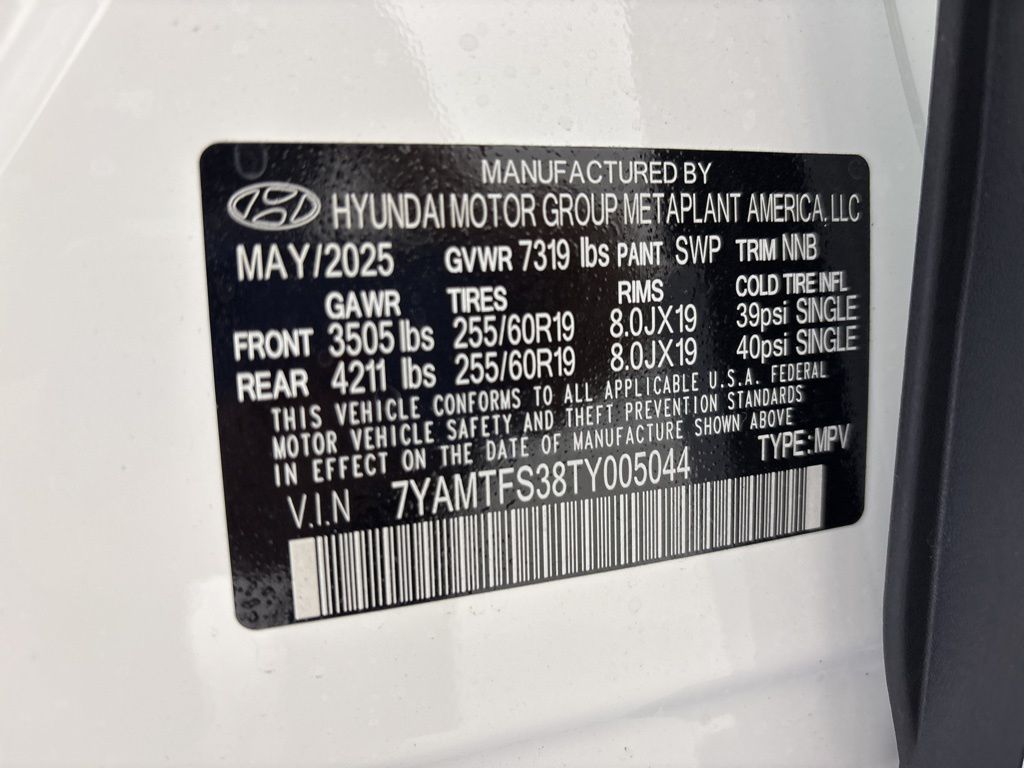 MANUFACTURED BY
HYUNDAI MOTOR GROUP METAPLANT AMERICA, LLC
MAY/2025 GVWR 7319 lbs PAINT SWP TRIM NNB
GAWR TIRES RIMS COLD TIRE INFL
FRONT 3505 lbs 255/60R19 8.0JX19 39psi SINGLE
REAR 4211 lbs 255/60R19 8.0JX19 40psi SINGLE
THIS VEHICLE CONFORMS TO ALL APPLICABLE U.S.A. FEDERAL
MOTOR VEHICLE SAFETY AND THEFT PREVENTION STANDARDS
IN EFFECT ON THE DATE OF MANUFACTURE SHOWN ABOVE
TYPE:MPV
V.I.N 7YAMTFS38TY005044